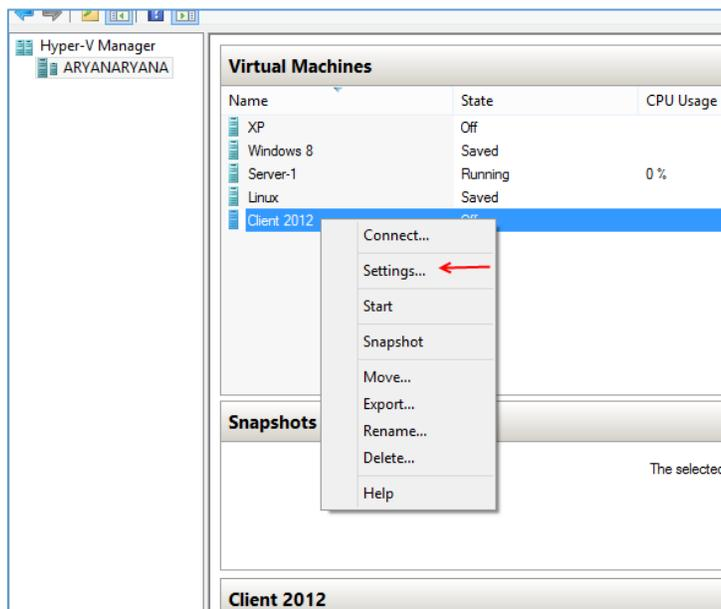 Hyper-V Manager
ARYANARYANA
Virtual Machines
Name State CPU Usage
XP Off
Windows 8 Saved
Server-1 Running 0 %
Linux Saved
Client 2012 Off
Connect...
Settings...
Start
Snapshot
Move...
Export...
Rename...
Delete...
Help
Snapshots
The selected
Client 2012